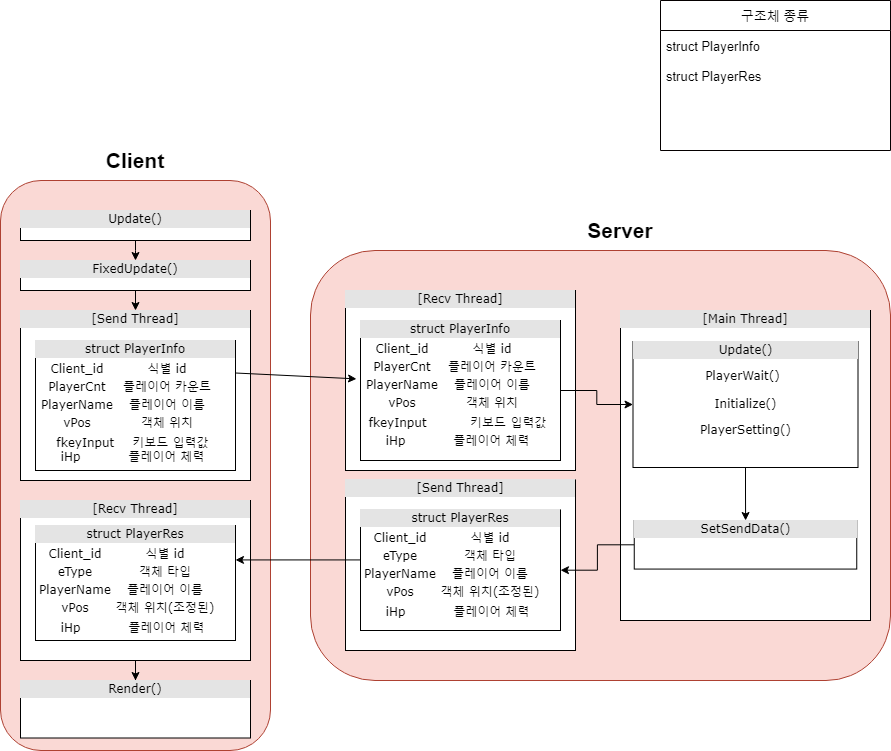 구조체 종류
struct PlayerInfo
struct PlayerRes
Client
Update()
FixedUpdate()
[Send Thread]
struct PlayerInfo
Client_id 식별 id
PlayerCnt 플레이어 카운트
PlayerName 플레이어 이름
vPos 객체 위치
fkeyInput 키보드 입력값
iHp 플레이어 체력
[Recv Thread]
struct PlayerRes
Client_id 식별 id
eType 객체 타입
PlayerName 플레이어 이름
vPos 객체 위치(조정된)
iHp 플레이어 체력
Render()
Server
[Recv Thread]
struct PlayerInfo
Client_id 식별 id
PlayerCnt 플레이어 카운트
PlayerName 플레이어 이름
vPos 객체 위치
fkeyInput 키보드 입력값
iHp 플레이어 체력
[Send Thread]
struct PlayerRes
Client_id 식별 id
eType 객체 타입
PlayerName 플레이어 이름
vPos 객체 위치(조정된)
iHp 플레이어 체력
[Main Thread]
Update()
PlayerWait()
Initialize()
PlayerSetting()
SetSendData()